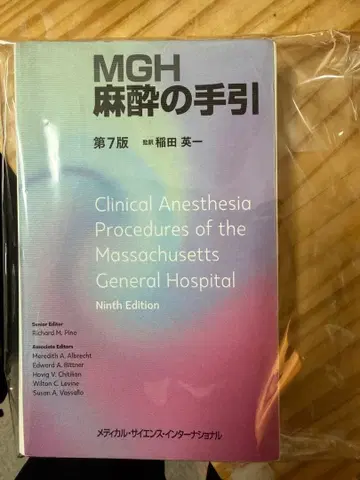 MGH
麻酔の手引
第7版 監訳 稲田 英一
Clinical Anesthesia
Procedures of the
Massachusetts
General Hospital
Ninth Edition
Senior Editor
Richard M. Pino
Associate Editors
Meredith A. Albrecht
Edward A. Bittner
Hovig V. Chitilian
Wilton C. Levine
Susan A. Vassallo
メディカル・サイエンス・インターナショナル